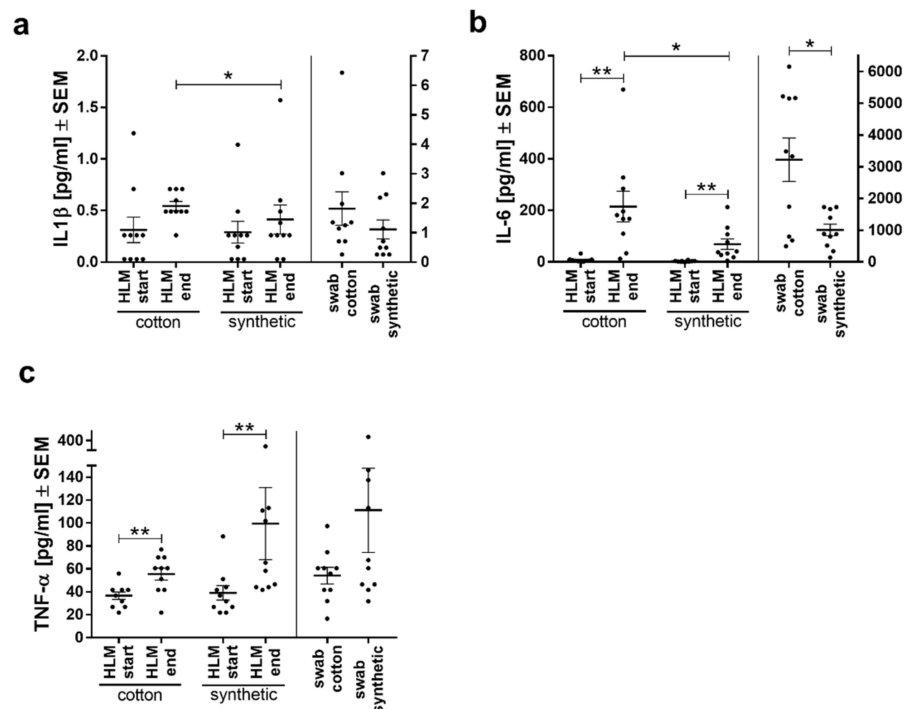 a
IL1β [pg/ml] ± SEM
2.0
1.5
1.0
0.5
0.0
*
7
6
5
4
3
2
1
0
HLM start
HLM end
HLM start
HLM end
swab cotton
swab synthetic
cotton
synthetic
b
IL-6 [pg/ml] ± SEM
800
600
400
200
0
**
*
**
*
6000
5000
4000
3000
2000
1000
0
HLM start
HLM end
HLM start
HLM end
swab cotton
swab synthetic
cotton
synthetic
c
TNF-α [pg/ml] ± SEM
400
140
120
100
80
60
40
20
0
**
**
HLM start
HLM end
HLM start
HLM end
swab cotton
swab synthetic
cotton
synthetic